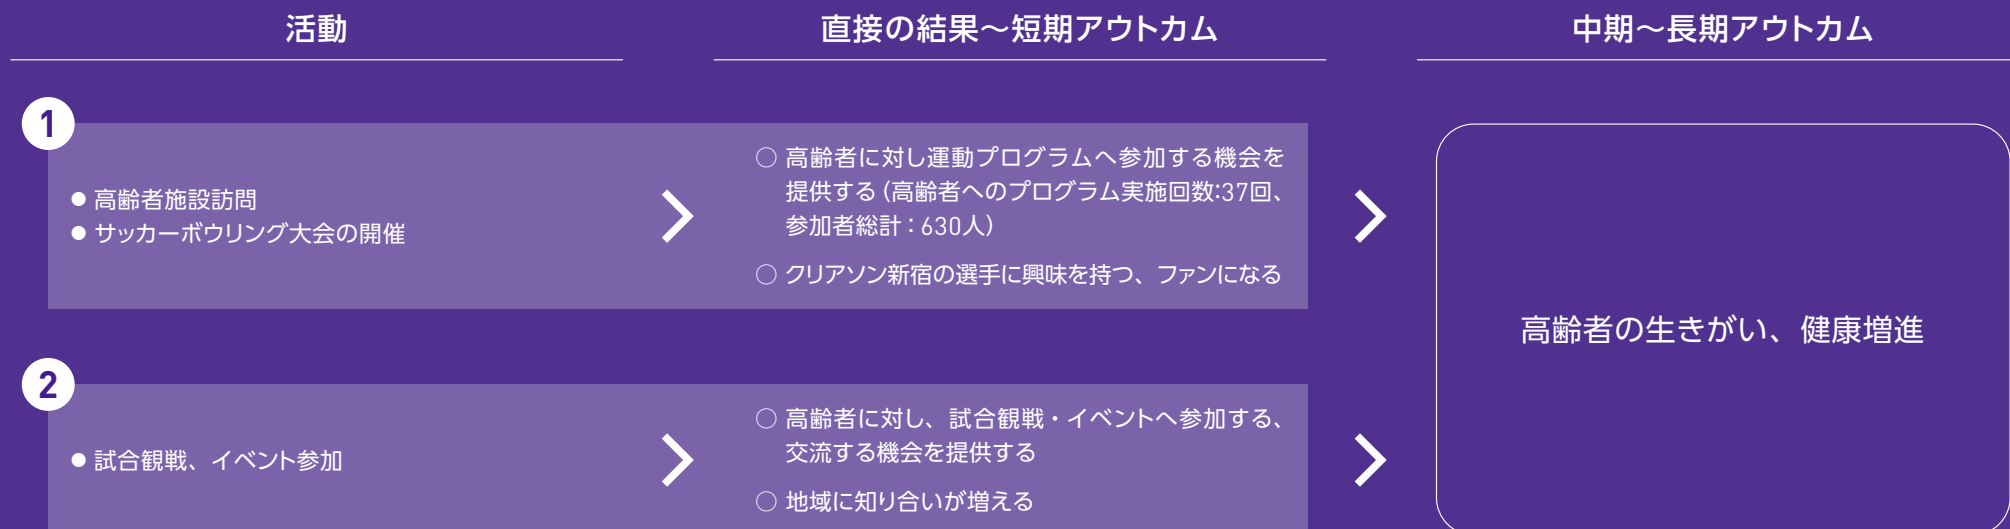 活動
直接の結果～短期アウトカム
中期～長期アウトカム
1
● 高齢者施設訪問
● サッカーボウリング大会の開催
○ 高齢者に対し運動プログラムへ参加する機会を
提供する（高齢者へのプログラム実施回数:37回、
参加者総計：630人）
○ クリアソン新宿の選手に興味を持つ、ファンになる
2
● 試合観戦、イベント参加
○ 高齢者に対し、試合観戦・イベントへ参加する、
交流する機会を提供する
○ 地域に知り合いが増える
高齢者の生きがい、健康増進